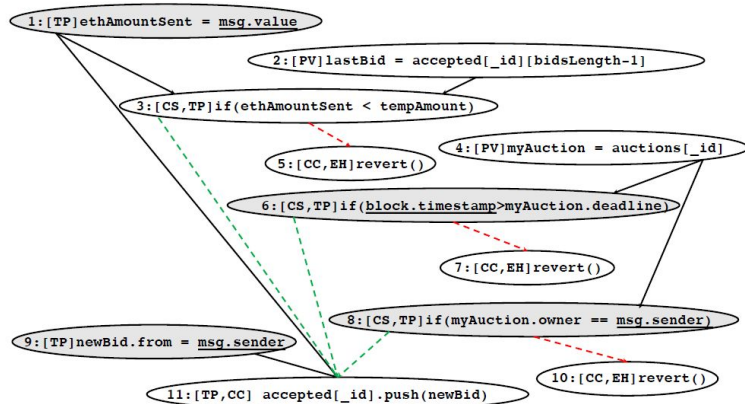 1:[TP]ethAmountSent = msg.value
2:[PV]lastBid = accepted[_id][bidsLength-1]
3:[CS,TP]if(ethAmountSent < tempAmount)
4:[PV]myAuction = auctions[_id]
5:[CC,EH]revert()
6:[CS,TP]if(block.timestamp>myAuction.deadline)
7:[CC,EH]revert()
8:[CS,TP]if(myAuction.owner == msg.sender)
9:[TP]newBid.from = msg.sender
10:[CC,EH]revert()
11:[TP,CC] accepted[_id].push(newBid)